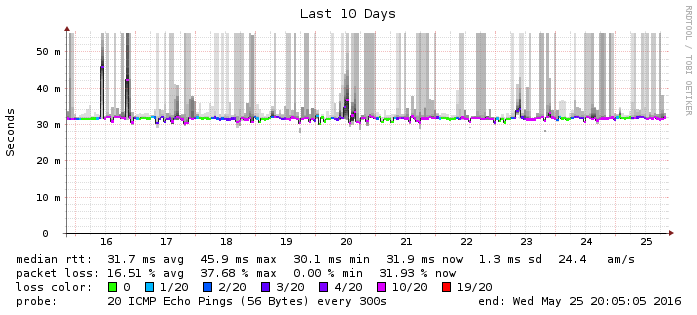 Last 10 Days
RRDTOOL / TOBI OETIKER
Seconds
50 m
40 m
30 m
20 m
10 m
0
16 17 18 19 20 21 22 23 24 25
median rtt: 31.7 ms avg 45.9 ms max 30.1 ms min 31.9 ms now 1.3 ms sd 24.4 am/s
packet loss: 16.51 % avg 37.68 % max 0.00 % min 31.93 % now
loss color: 0 1/20 2/20 3/20 4/20 10/20 19/20
probe: 20 ICMP Echo Pings (56 Bytes) every 300s end: Wed May 25 20:05:05 2016